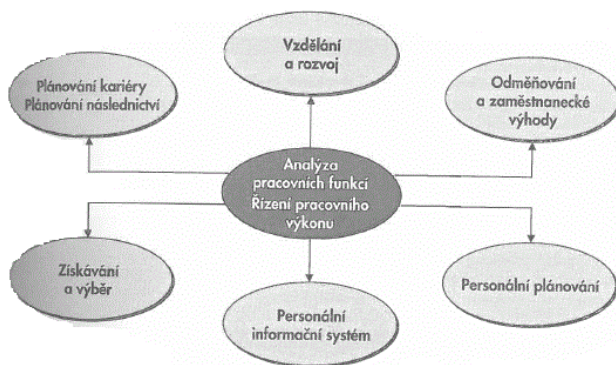 Vzdělání
a rozvoj
Plánování kariéry
Plánování následnictví
Odměňování
a zaměstnanecké
výhody
Analýza
pracovních funkcí
Řízení pracovního
výkonu
Získávání
a výběr
Personální
informační systém
Personální plánování